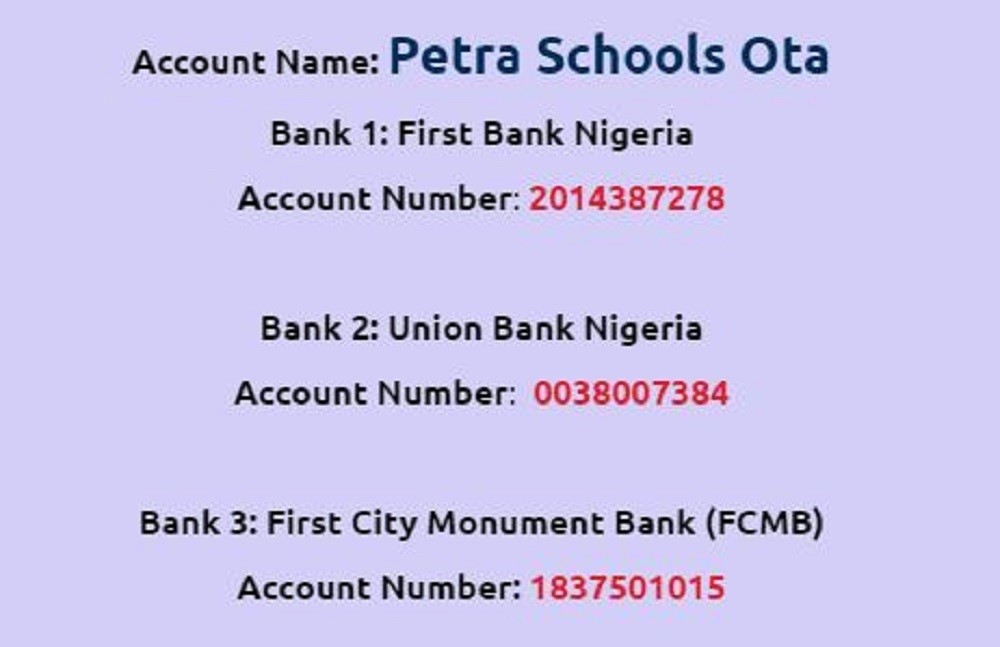 Account Name: Petra Schools Ota
Bank 1: First Bank Nigeria
Account Number: 2014387278
Bank 2: Union Bank Nigeria
Account Number: 0038007384
Bank 3: First City Monument Bank (FCMB)
Account Number: 1837501015